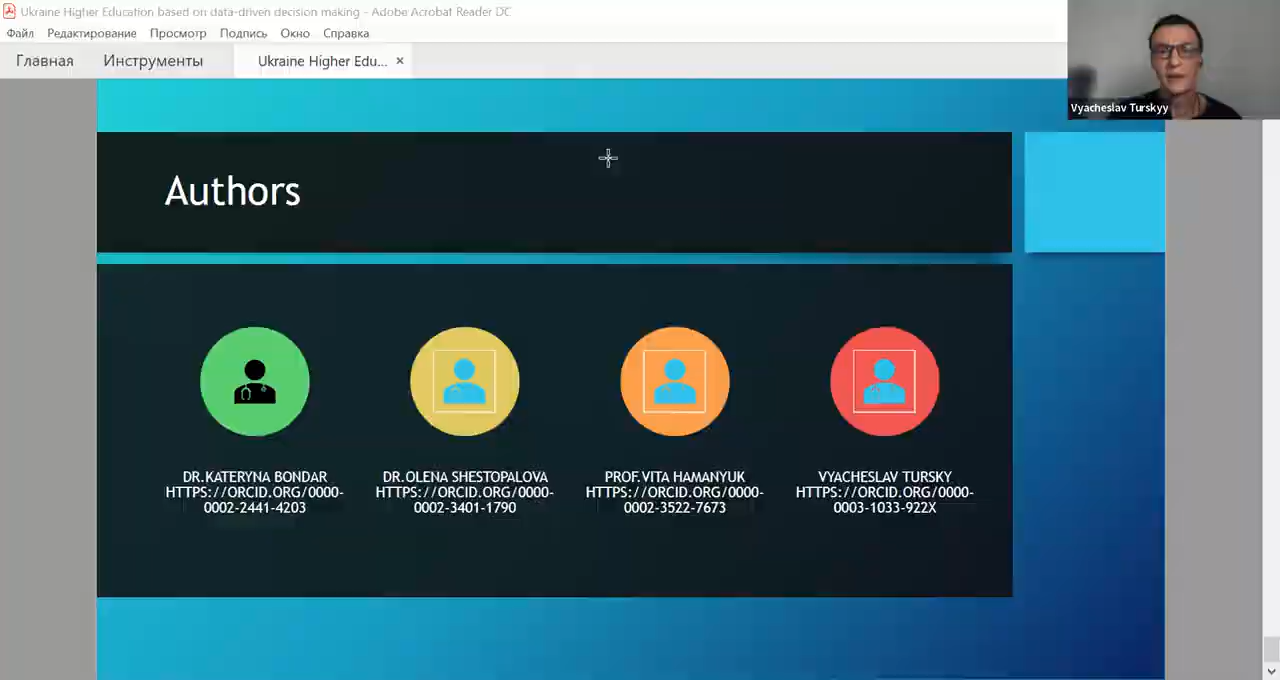 Ukraine Higher Education based on data-driven decision making - Adobe Acrobat Reader DC
Файл Редактирование Просмотр Подпись Окно Справка
Главная Инструменты Ukraine Higher Edu... ×
Vyacheslav Turskyy
Authors
DR.KATERYNA BONDAR
HTTPS://ORCID.ORG/0000-
0002-2441-4203
DR.OLENA SHESTOPALOVA
HTTPS://ORCID.ORG/0000-
0002-3401-1790
PROF.VITA HAMANYUK
HTTPS://ORCID.ORG/0000-
0002-3522-7673
VYACHESLAV TURSKY
HTTPS://ORCID.ORG/0000-
0003-1033-922X